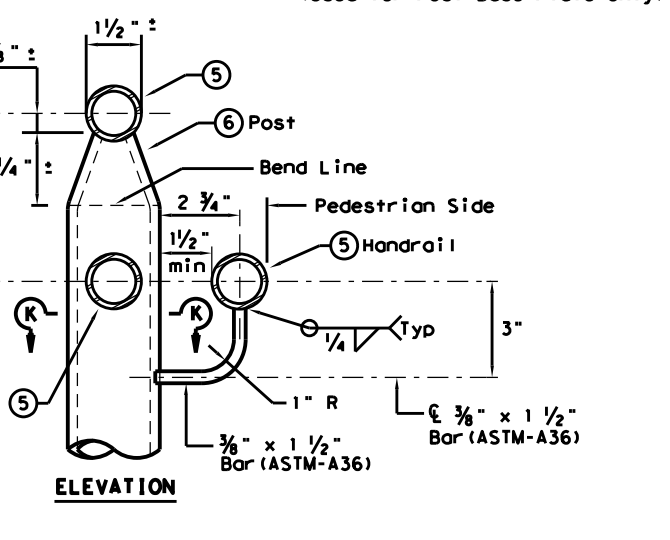 1½" ±
5
6 Post
Bend Line
2 ¾"
Pedestrian Side
1½"
min
5 Handrail
K
K
¼
Typ
3"
5
1" R
℄ ⅜" x 1 ½"
Bar (ASTM-A36)
⅜" x 1 ½"
Bar (ASTM-A36)
ELEVATION